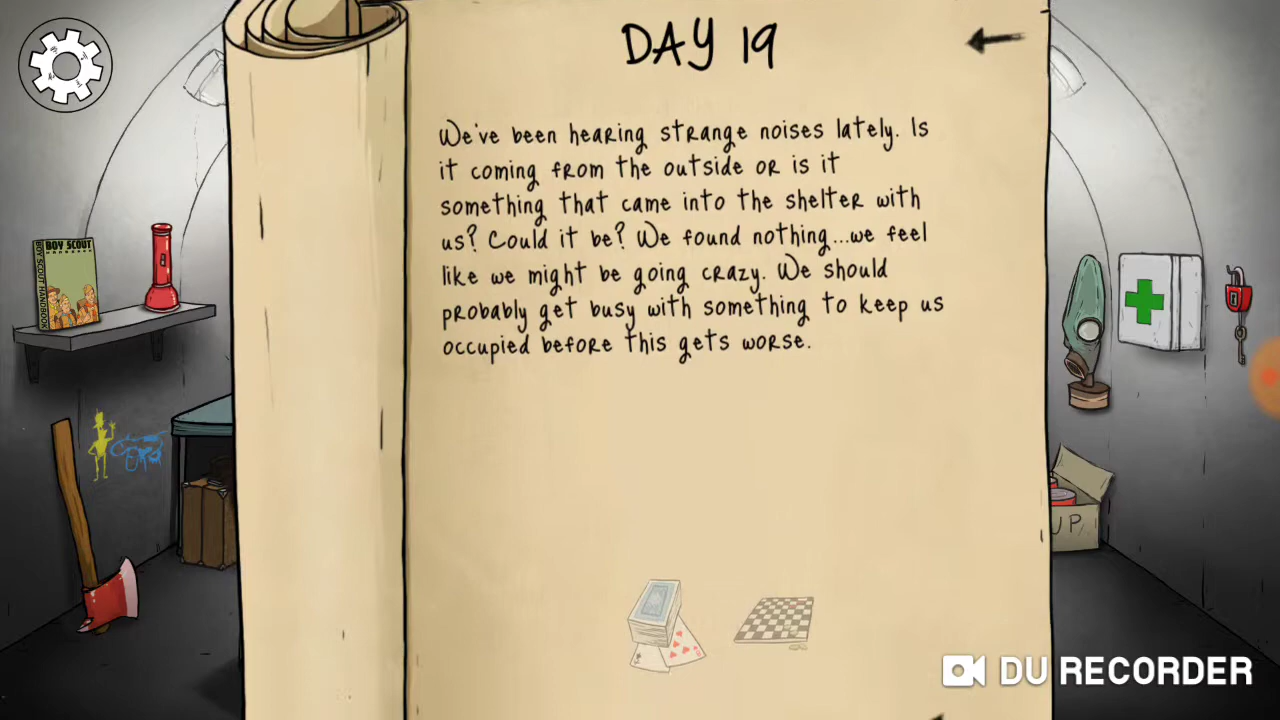 DAY 19
We've been hearing strange noises lately. Is
it coming from the outside or is it
something that came into the shelter with
us? Could it be? We found nothing...we feel
like we might be going crazy. We should
probably get busy with something to keep us
occupied before this gets worse.
BOY SCOUT
BOY SCOUT HANDBOOK
UP
DU RECORDER